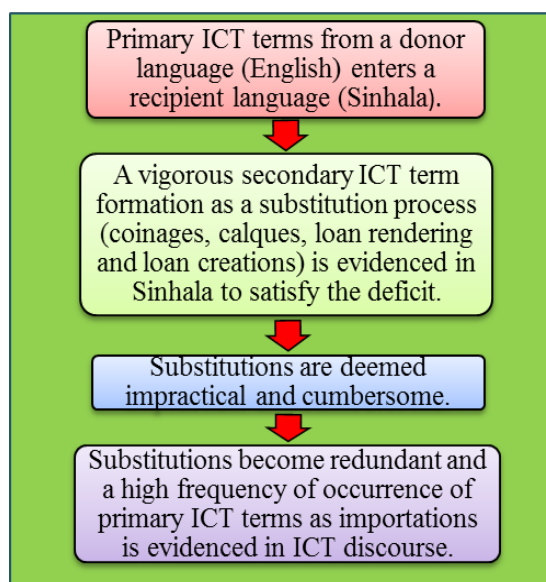 Primary ICT terms from a donor
language (English) enters a
recipient language (Sinhala).
A vigorous secondary ICT term
formation as a substitution process
(coinages, calques, loan rendering
and loan creations) is evidenced in
Sinhala to satisfy the deficit.
Substitutions are deemed
impractical and cumbersome.
Substitutions become redundant and
a high frequency of occurrence of
primary ICT terms as importations
is evidenced in ICT discourse.